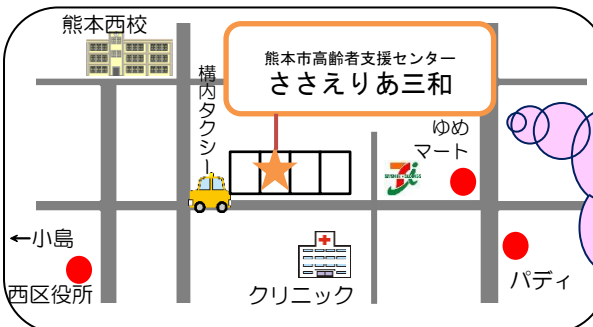 熊本西校
熊本市高齢者支援センター
ささえりあ三和
構内タクシー
ゆめ
マート
←小島
西区役所
クリニック
パディ